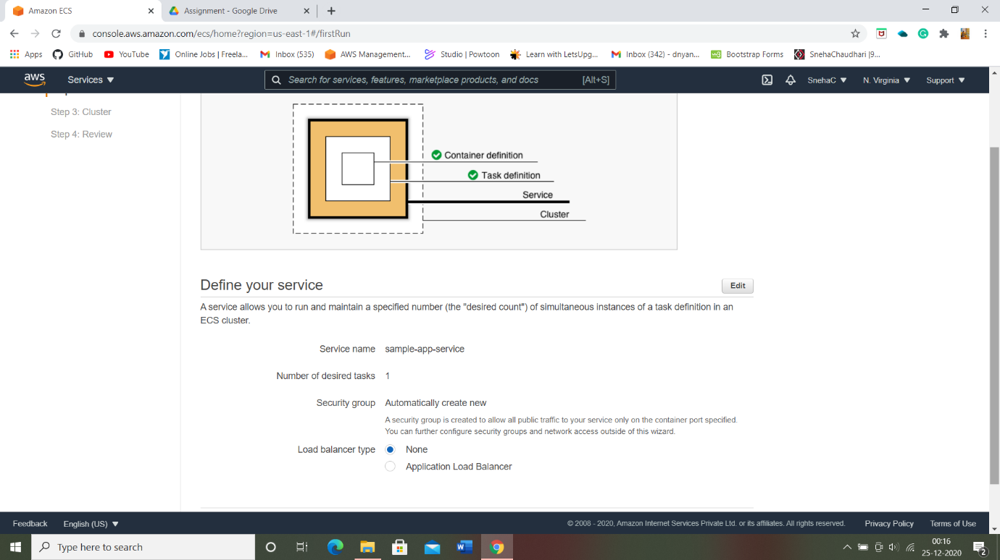 Amazon ECS
Assignment - Google Drive
console.aws.amazon.com/ecs/home?region=us-east-1#/firstRun
Apps
GitHub
YouTube
Online Jobs | Freela...
Inbox (535)
AWS Management...
Studio | Powtoon
Learn with LetsUpg...
Inbox (342) - dnyan...
Bootstrap Forms
SnehaChaudhari |9...
aws
Services
Search for services, features, marketplace products, and docs
[Alt+S]
SnehaC
N. Virginia
Support
Step 3: Cluster
Step 4: Review
Container definition
Task definition
Service
Cluster
Define your service
Edit
A service allows you to run and maintain a specified number (the "desired count") of simultaneous instances of a task definition in an
ECS cluster.
Service name sample-app-service
Number of desired tasks 1
Security group Automatically create new
A security group is created to allow all public traffic to your service only on the container port specified.
You can further configure security groups and network access outside of this wizard.
Load balancer type None
Application Load Balancer
Feedback
English (US)
© 2008 - 2020, Amazon Internet Services Private Ltd. or its affiliates. All rights reserved.
Privacy Policy
Terms of Use
Type here to search
00:16
25-12-2020
2